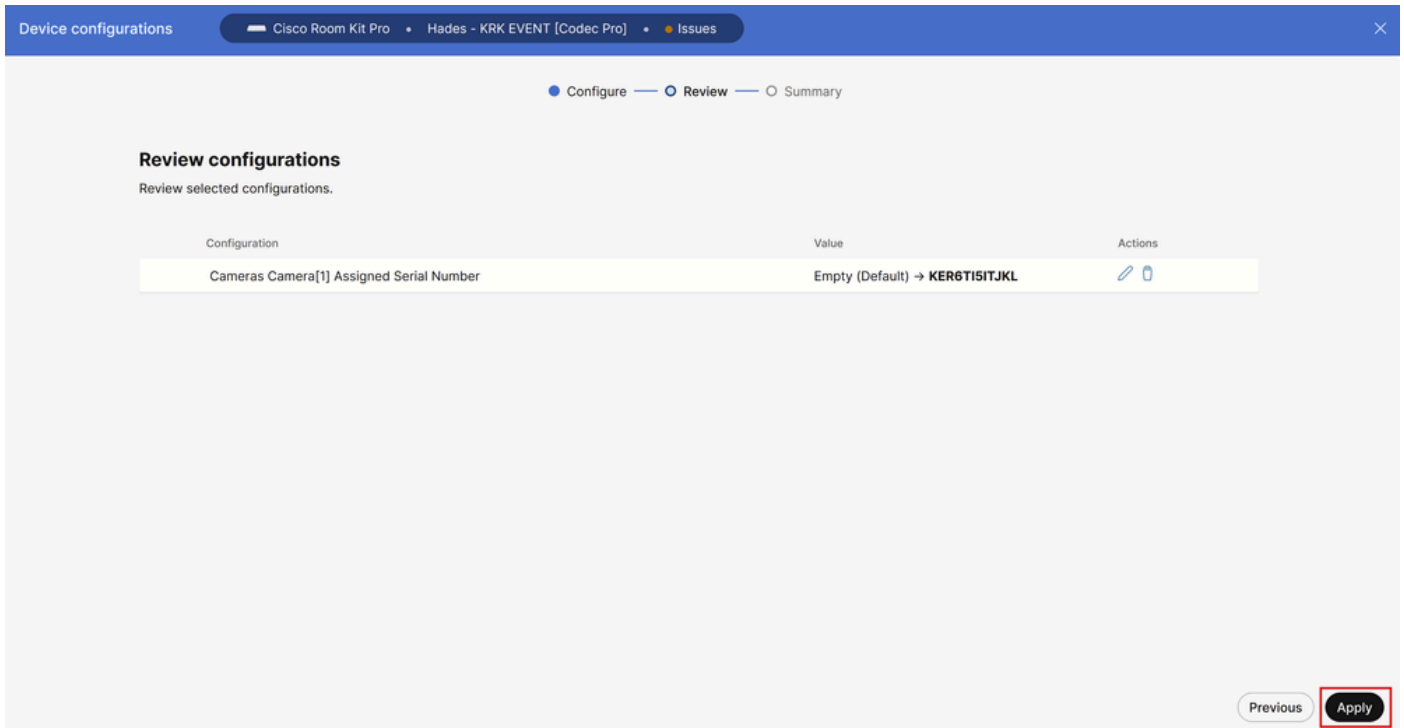 Device configurations Cisco Room Kit Pro • Hades - KRK EVENT [Codec Pro] • Issues
Configure Review Summary
Review configurations
Review selected configurations.
Configuration Value Actions
Cameras Camera[1] Assigned Serial Number Empty (Default) → KER6TI5ITJKL
Previous Apply